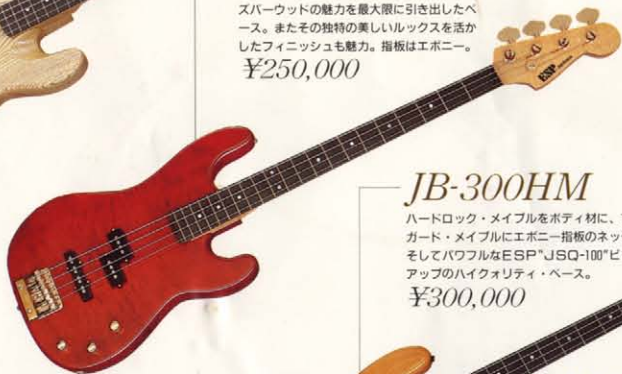 ズバーウッドの魅力を最大限に引き出したベ
ース。またその独特の美しいルックスを活か
したフィニッシュも魅力。指板はエボニー。
¥250,000
ESP
JB-300HM
ハードロック・メイプルをボディ材に、
ガード・メイプルにエボニー指板のネッ
そしてパワフルなESP"JSQ-100"ピ
アップのハイクォリティ・ベース。
¥300,000